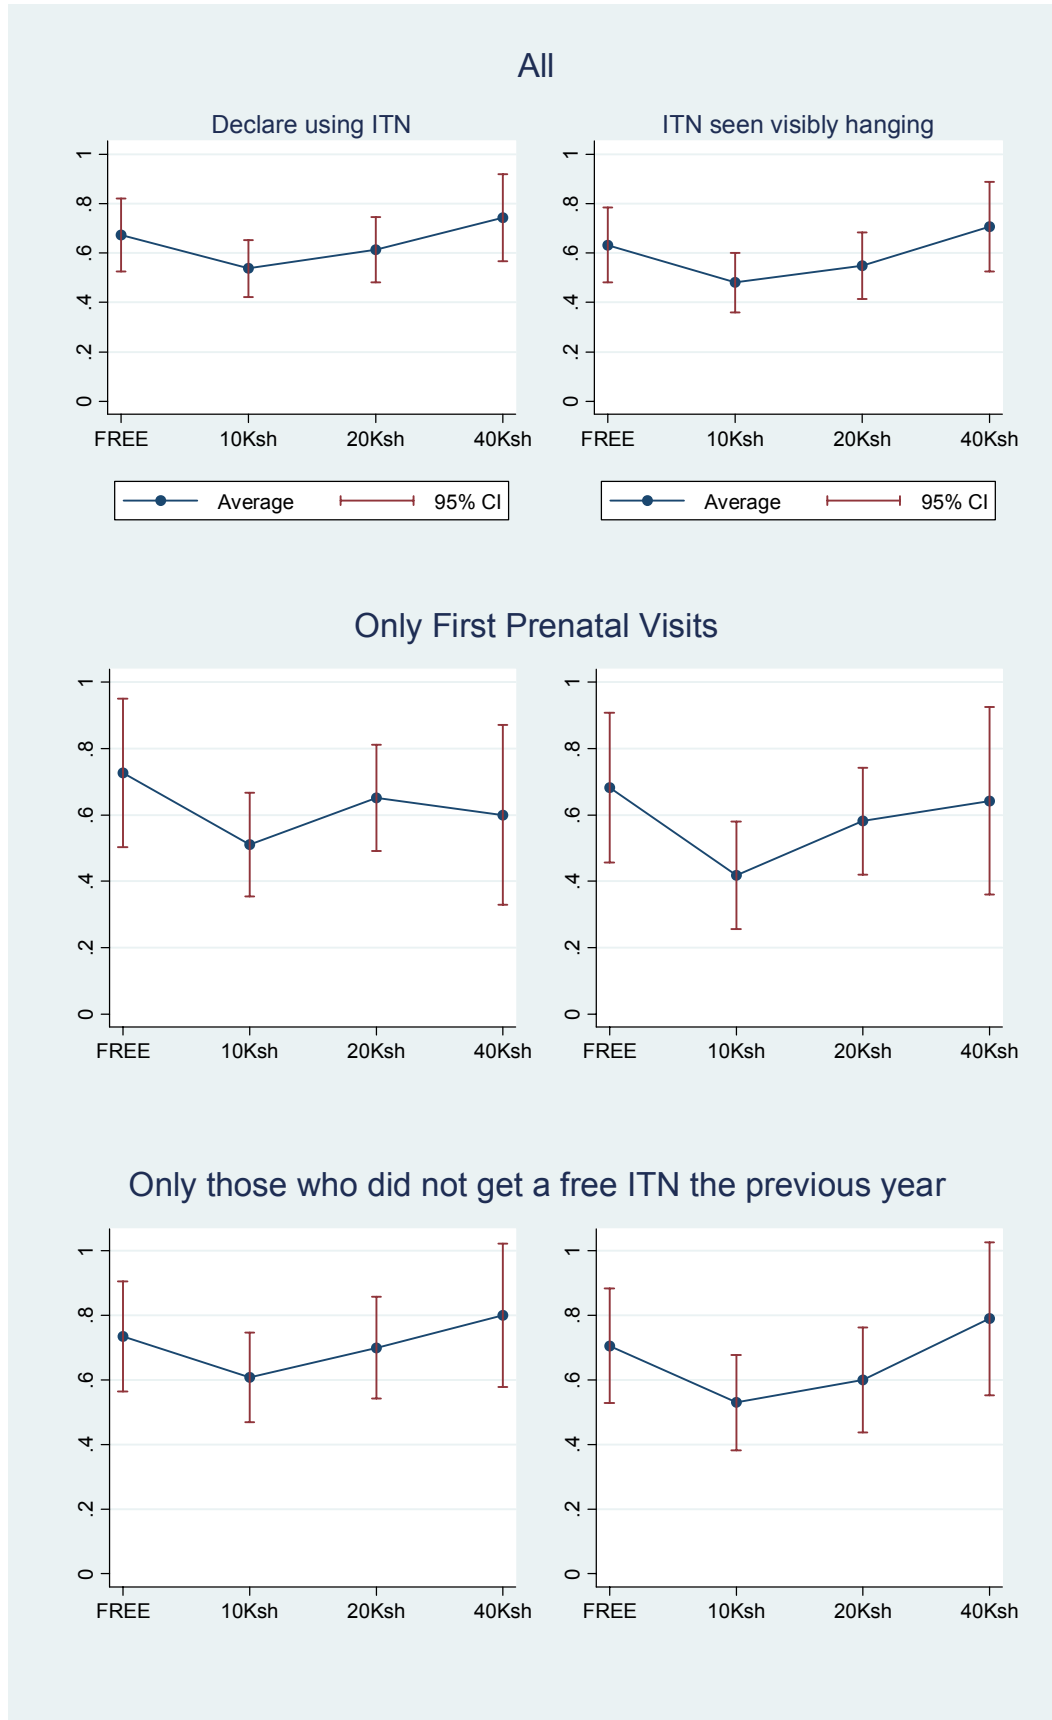 All
Declare using ITN
ITN seen visibly hanging
1
.8
.6
.4
.2
0
FREE 10Ksh 20Ksh 40Ksh
1
.8
.6
.4
.2
0
FREE 10Ksh 20Ksh 40Ksh
Average 95% CI
Average 95% CI
Only First Prenatal Visits
1
.8
.6
.4
.2
0
FREE 10Ksh 20Ksh 40Ksh
1
.8
.6
.4
.2
0
FREE 10Ksh 20Ksh 40Ksh
Only those who did not get a free ITN the previous year
1
.8
.6
.4
.2
0
FREE 10Ksh 20Ksh 40Ksh
1
.8
.6
.4
.2
0
FREE 10Ksh 20Ksh 40Ksh